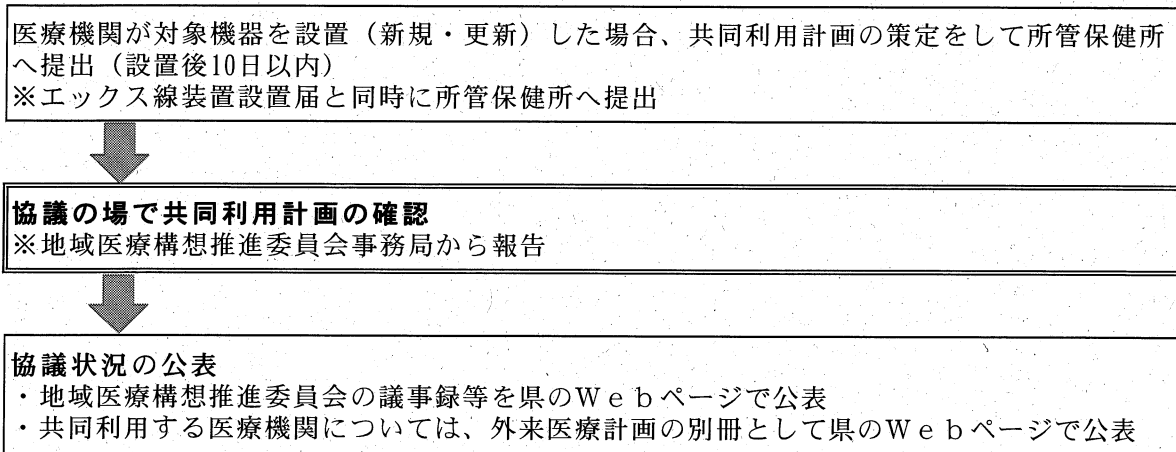 医療機関が対象機器を設置（新規・更新）した場合、共同利用計画の策定をして所管保健所
へ提出（設置後10日以内）
※エックス線装置設置届と同時に所管保健所へ提出
協議の場で共同利用計画の確認
※地域医療構想推進委員会事務局から報告
協議状況の公表
・地域医療構想推進委員会の議事録等を県のＷｅｂページで公表
・共同利用する医療機関については、外来医療計画の別冊として県のＷｅｂページで公表